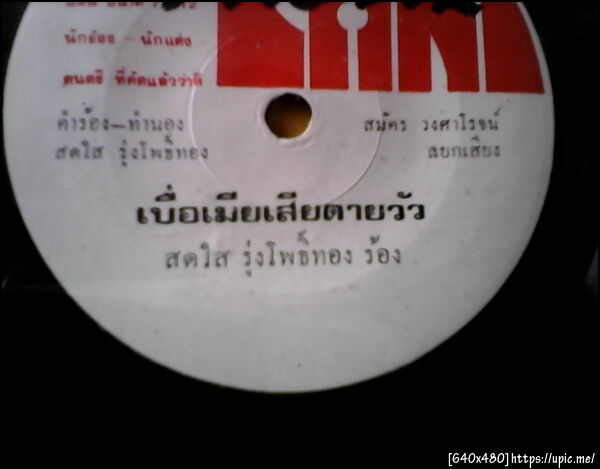 นักร้อง - นักแต่ง
ดนตรี ที่คัดแล้วว่าดี
คำร้อง-ทำนอง
สดใส รุ่งโพธิ์ทอง
สมัคร วงศาโรจน์
แยกเสียง
เบื่อเมียเสียดายวัว
สดใส รุ่งโพธิ์ทอง ร้อง
[640x480]https://upic.me/